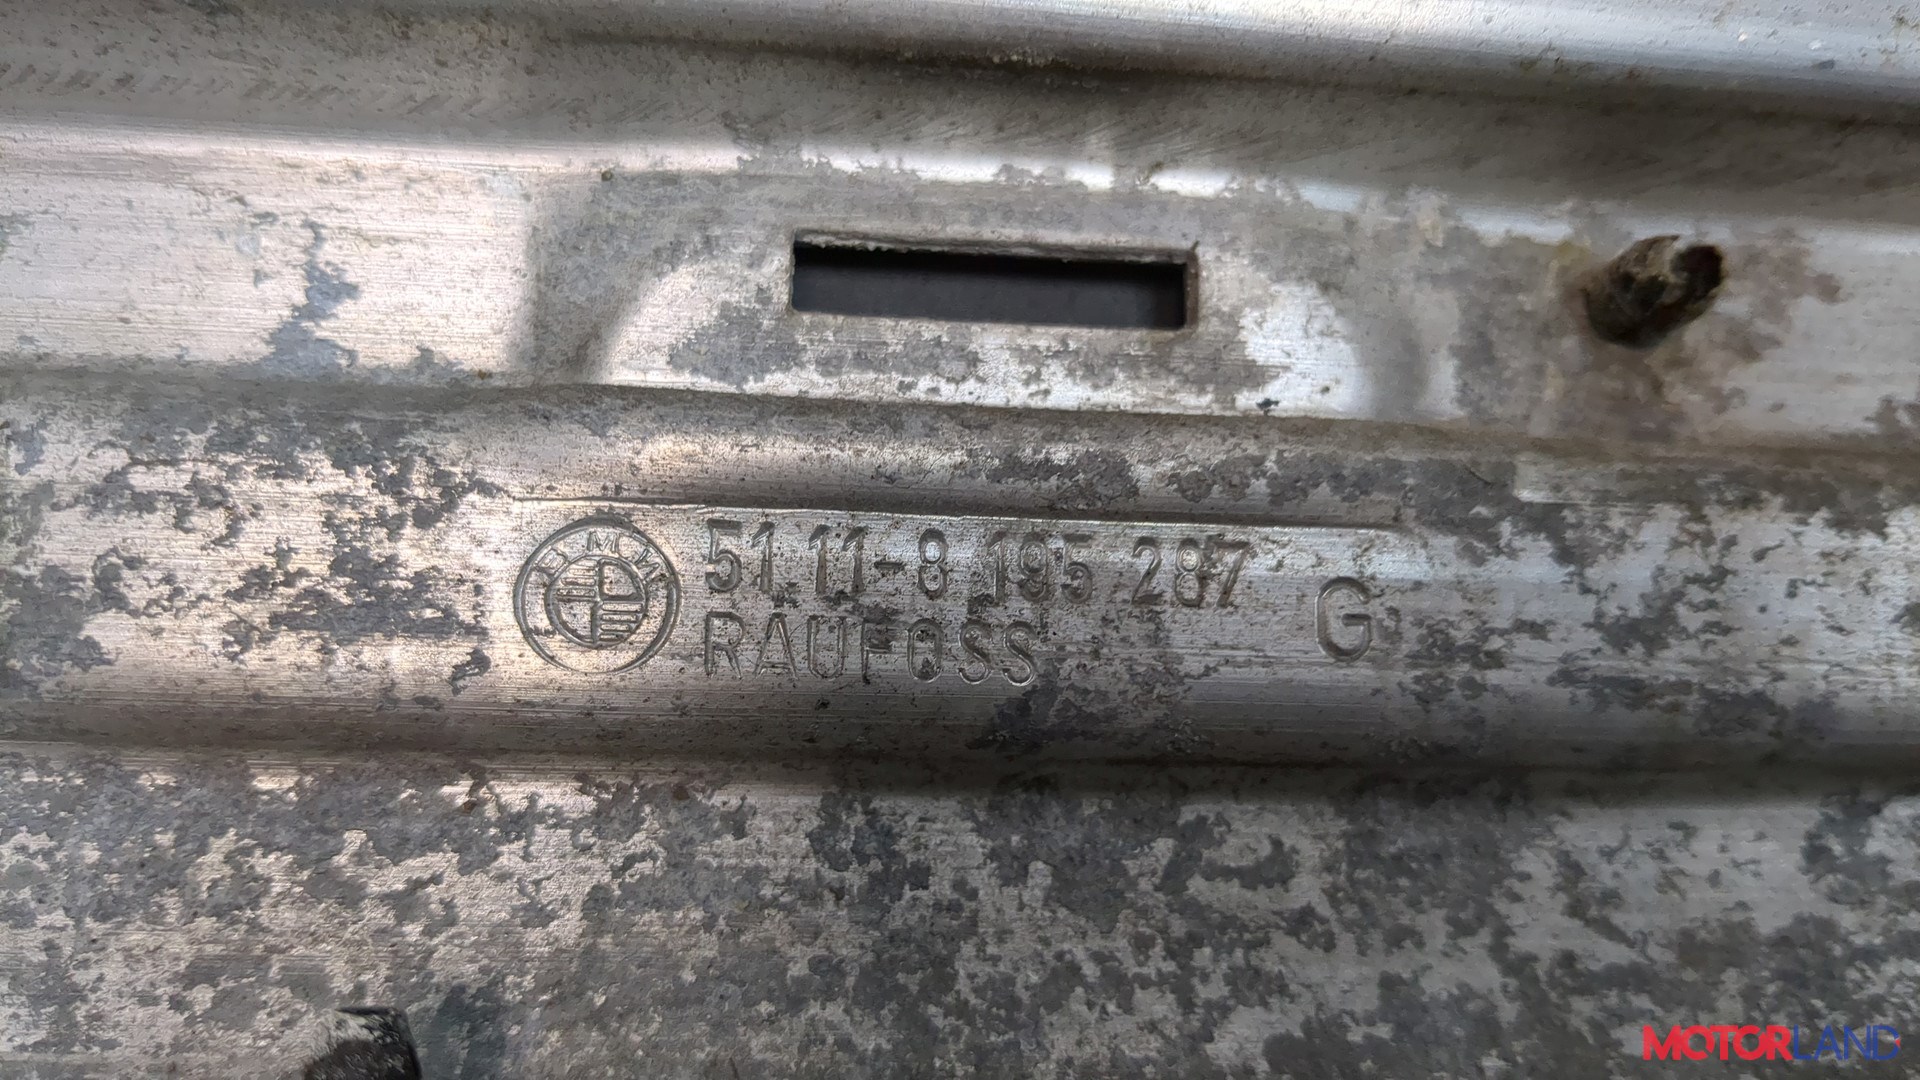 BMW
51.11-8 195 287
RAUFOSS
G
MOTORLAND